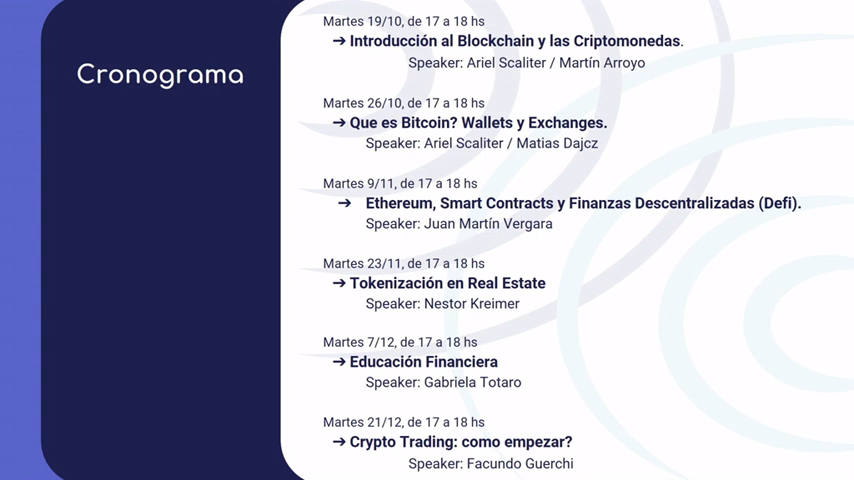 Cronograma
Martes 19/10, de 17 a 18 hs
➔ Introducción al Blockchain y las Criptomonedas.
Speaker: Ariel Scaliter / Martín Arroyo
Martes 26/10, de 17 a 18 hs
➔ Que es Bitcoin? Wallets y Exchanges.
Speaker: Ariel Scaliter / Matias Dajcz
Martes 9/11, de 17 a 18 hs
➔ Ethereum, Smart Contracts y Finanzas Descentralizadas (Defi).
Speaker: Juan Martín Vergara
Martes 23/11, de 17 a 18 hs
➔ Tokenización en Real Estate
Speaker: Nestor Kreimer
Martes 7/12, de 17 a 18 hs
➔ Educación Financiera
Speaker: Gabriela Totaro
Martes 21/12, de 17 a 18 hs
➔ Crypto Trading: como empezar?
Speaker: Facundo Guerchi